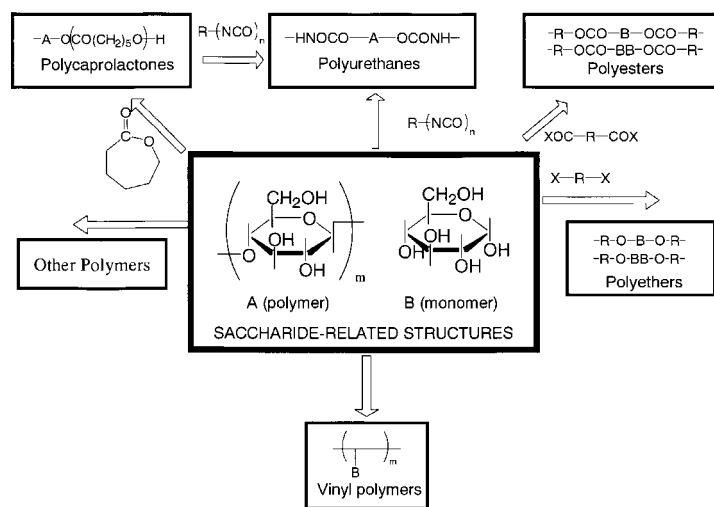 -A-O(CO(CH2)5O)-H
Polycaprolactones
R-(NCO)n
-HNOCO-A-OCONH-
Polyurethanes
-R-OCO-B-OCO-R-
-R-OCO-BB-OCO-R-
Polyesters
O
C
O
R-(NCO)n
XOC-R-COX
X-R-X
Other Polymers
CH2OH
O
OH
O
OH
m
A (polymer)
CH2OH
O
OH
OH
OH
OH
B (monomer)
SACCHARIDE-RELATED STRUCTURES
-R-O-B-O-R-
-R-O-BB-O-R-
Polyethers
m
B
Vinyl polymers